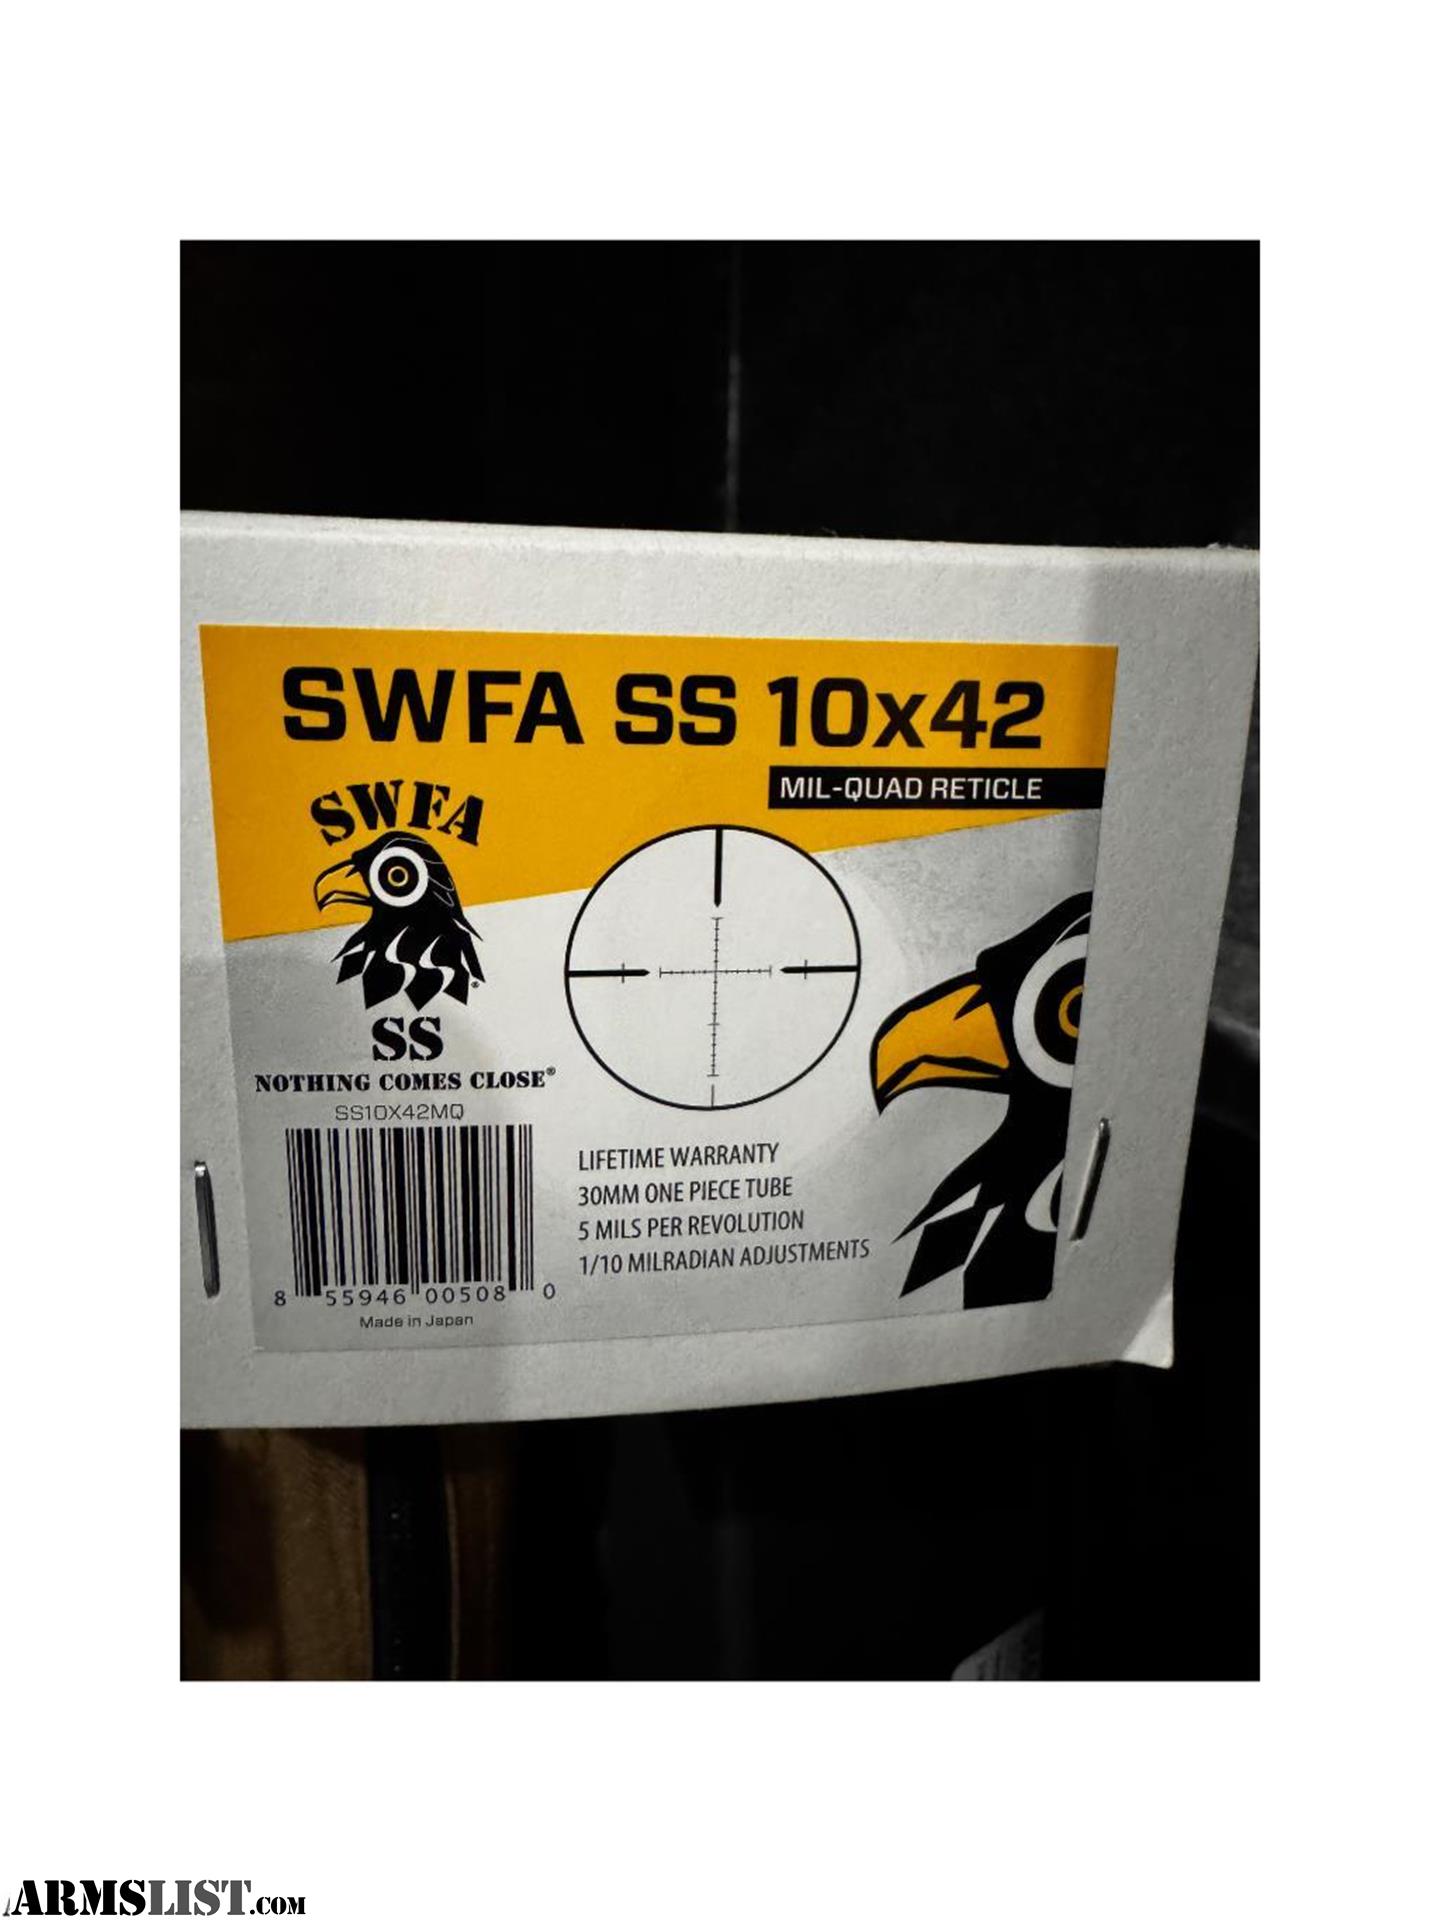 SWFA SS 10x42
MIL-QUAD RETICLE
SWFA
SS®
SS
NOTHING COMES CLOSE®
SS10X42MQ
8 55946 00508 0
Made in Japan
LIFETIME WARRANTY
30MM ONE PIECE TUBE
5 MILS PER REVOLUTION
1/10 MILRADIAN ADJUSTMENTS
ARMSLIST.COM